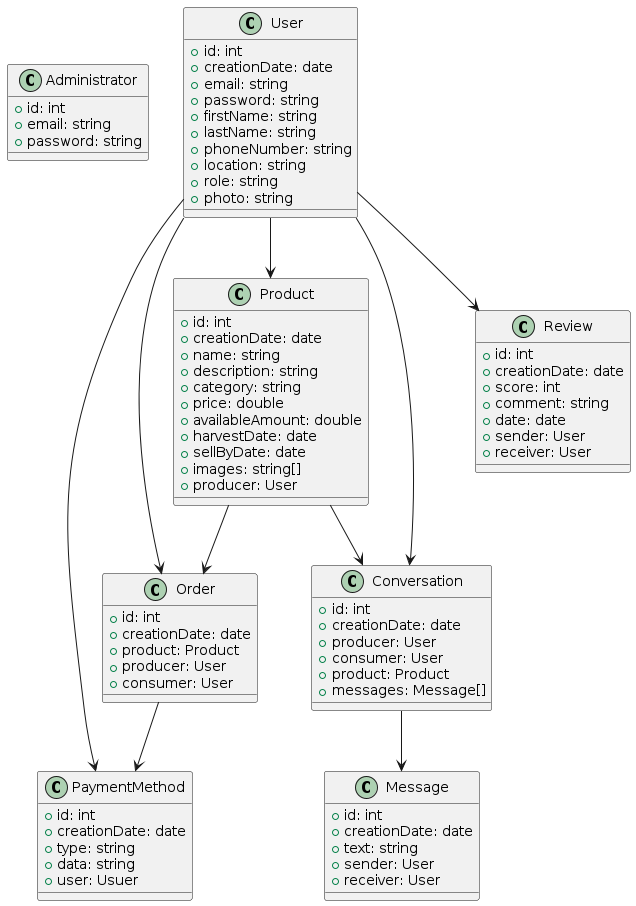 C User
id: int
creationDate: date
email: string
password: string
firstName: string
lastName: string
phoneNumber: string
location: string
role: string
photo: string
C Administrator
id: int
email: string
password: string
C Product
id: int
creationDate: date
name: string
description: string
category: string
price: double
availableAmount: double
harvestDate: date
sellByDate: date
images: string[]
producer: User
C Review
id: int
creationDate: date
score: int
comment: string
date: date
sender: User
receiver: User
C Order
id: int
creationDate: date
product: Product
producer: User
consumer: User
C Conversation
id: int
creationDate: date
producer: User
consumer: User
product: Product
messages: Message[]
C PaymentMethod
id: int
creationDate: date
type: string
data: string
user: Usuer
C Message
id: int
creationDate: date
text: string
sender: User
receiver: User